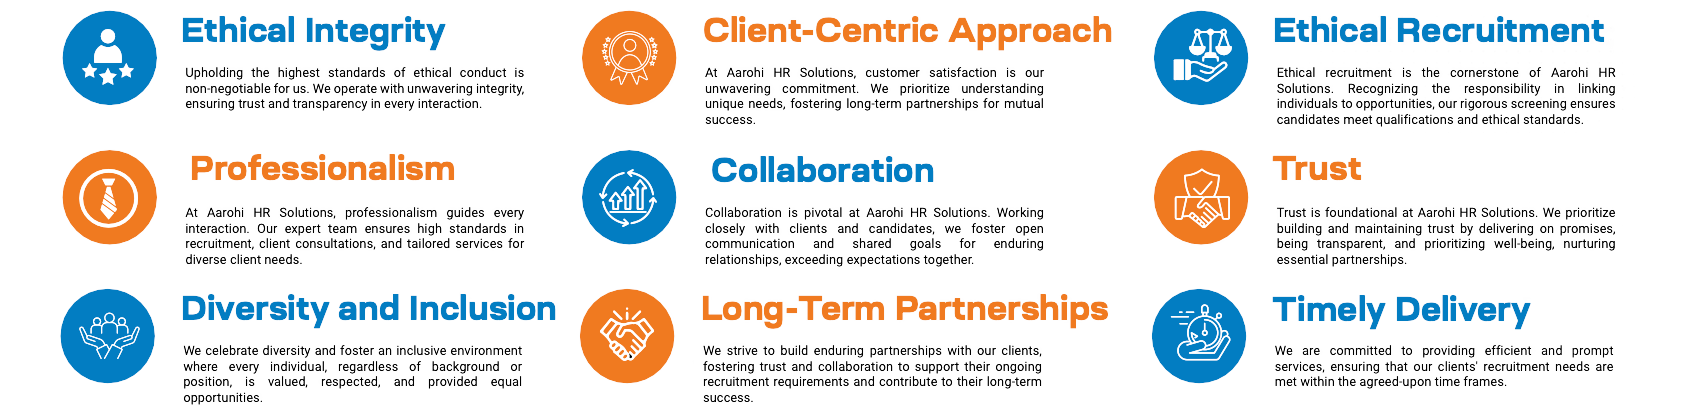 Ethical Integrity
Upholding the highest standards of ethical conduct is
non-negotiable for us. We operate with unwavering integrity,
ensuring trust and transparency in every interaction.
Client-Centric Approach
At Aarohi HR Solutions, customer satisfaction is our
unwavering commitment. We prioritize understanding
unique needs, fostering long-term partnerships for mutual
success.
Ethical Recruitment
Ethical recruitment is the cornerstone of Aarohi HR
Solutions. Recognizing the responsibility in linking
individuals to opportunities, our rigorous screening ensures
candidates meet qualifications and ethical standards.
Professionalism
At Aarohi HR Solutions, professionalism guides every
interaction. Our expert team ensures high standards in
recruitment, client consultations, and tailored services for
diverse client needs.
Collaboration
Collaboration is pivotal at Aarohi HR Solutions. Working
closely with clients and candidates, we foster open
communication and shared goals for enduring
relationships, exceeding expectations together.
Trust
Trust is foundational at Aarohi HR Solutions. We prioritize
building and maintaining trust by delivering on promises,
being transparent, and prioritizing well-being, nurturing
essential partnerships.
Diversity and Inclusion
We celebrate diversity and foster an inclusive environment
where every individual, regardless of background or
position, is valued, respected, and provided equal
opportunities.
Long-Term Partnerships
We strive to build enduring partnerships with our clients,
fostering trust and collaboration to support their ongoing
recruitment requirements and contribute to their long-term
success.
Timely Delivery
We are committed to providing efficient and prompt
services, ensuring that our clients' recruitment needs are
met within the agreed-upon time frames.